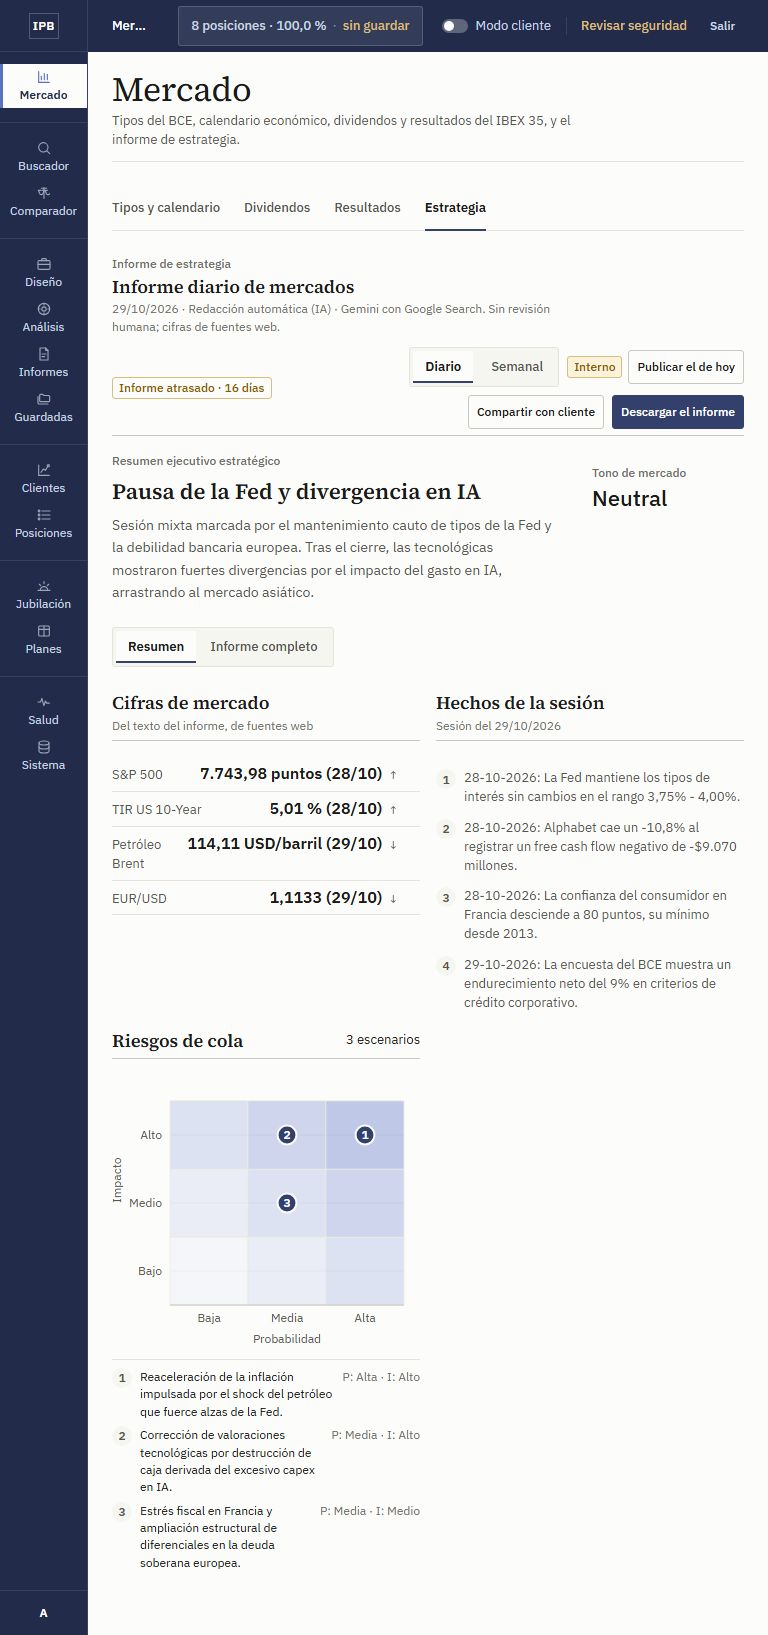 IPB
Mer...
8 posiciones · 100,0 % · sin guardar
Modo cliente
Revisar seguridad
Salir
Mercado
Buscador
Comparador
Diseño
Análisis
Informes
Guardadas
Clientes
Posiciones
Jubilación
Planes
Salud
Sistema
A
Mercado
Tipos del BCE, calendario económico, dividendos y resultados del IBEX 35, y el
informe de estrategia.
Tipos y calendario
Dividendos
Resultados
Estrategia
Informe de estrategia
Informe diario de mercados
29/10/2026 · Redacción automática (IA) · Gemini con Google Search. Sin revisión
humana; cifras de fuentes web.
Informe atrasado · 16 días
Diario
Semanal
Interno
Publicar el de hoy
Compartir con cliente
Descargar el informe
Resumen ejecutivo estratégico
Pausa de la Fed y divergencia en IA
Sesión mixta marcada por el mantenimiento cauto de tipos de la Fed y
la debilidad bancaria europea. Tras el cierre, las tecnológicas
mostraron fuertes divergencias por el impacto del gasto en IA,
arrastrando al mercado asiático.
Tono de mercado
Neutral
Resumen
Informe completo
Cifras de mercado
Del texto del informe, de fuentes web
S&P 500 7.743,98 puntos (28/10) ↑
TIR US 10-Year 5,01 % (28/10) ↑
Petróleo Brent 114,11 USD/barril (29/10) ↓
EUR/USD 1,1133 (29/10) ↓
Hechos de la sesión
Sesión del 29/10/2026
1 28-10-2026: La Fed mantiene los tipos de
interés sin cambios en el rango 3,75% - 4,00%.
2 28-10-2026: Alphabet cae un -10,8% al
registrar un free cash flow negativo de -$9.070
millones.
3 28-10-2026: La confianza del consumidor en
Francia desciende a 80 puntos, su mínimo
desde 2013.
4 29-10-2026: La encuesta del BCE muestra un
endurecimiento neto del 9% en criterios de
crédito corporativo.
Riesgos de cola
3 escenarios
Impacto
Alto
2
1
Medio
3
Bajo
Baja
Media
Alta
Probabilidad
1 Reaceleración de la inflación P: Alta · I: Alto
impulsada por el shock del petróleo
que fuerce alzas de la Fed.
2 Corrección de valoraciones P: Media · I: Alto
tecnológicas por destrucción de
caja derivada del excesivo capex
en IA.
3 Estrés fiscal en Francia y P: Media · I: Medio
ampliación estructural de
diferenciales en la deuda
soberana europea.